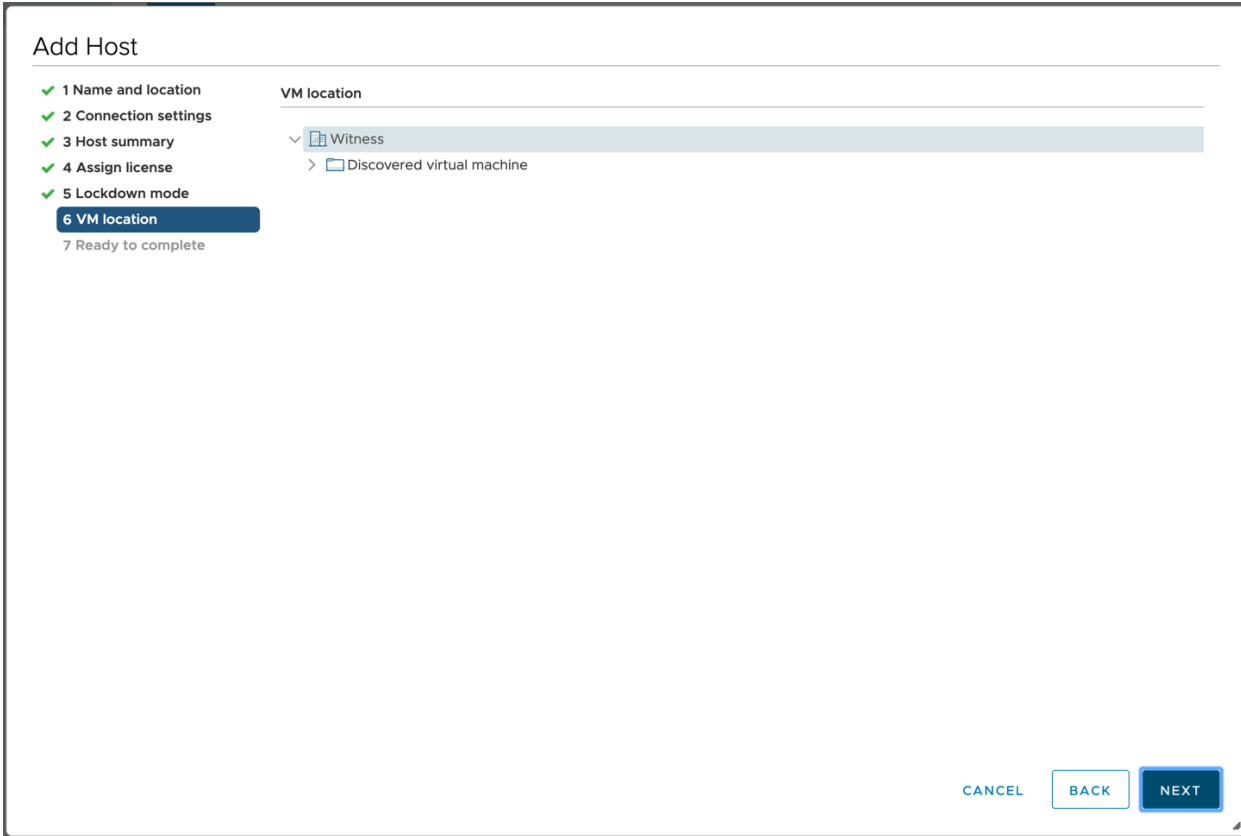 Add Host
1 Name and location
2 Connection settings
3 Host summary
4 Assign license
5 Lockdown mode
6 VM location
7 Ready to complete
VM location
Witness
Discovered virtual machine
CANCEL
BACK
NEXT